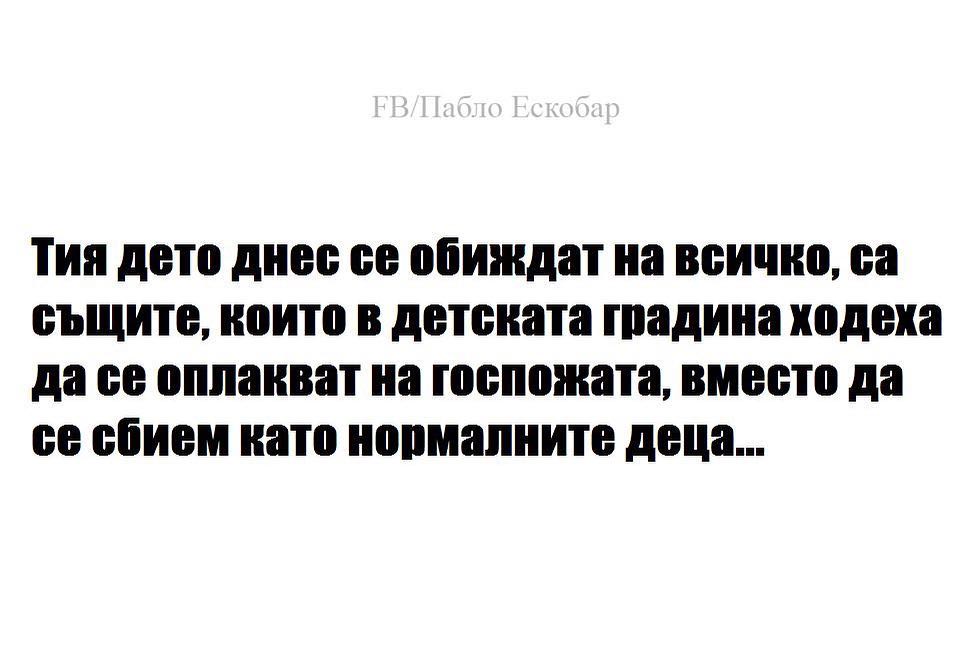 FB/Пабло Ескобар
Тия дето днес се обиждат на всичко, са
същите, които в детската градина ходеха
да се оплакват на госпожата, вместо да
се сбием като нормалните деца...